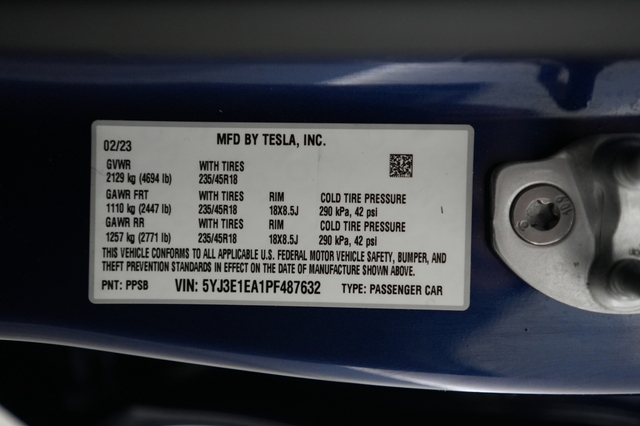 MFD BY TESLA, INC.
02/23
GVWR WITH TIRES
2129 kg (4694 lb) 235/45R18
GAWR FRT WITH TIRES RIM COLD TIRE PRESSURE
1110 kg (2447 lb) 235/45R18 18X8.5J 290 kPa, 42 psi
GAWR RR WITH TIRES RIM COLD TIRE PRESSURE
1257 kg (2771 lb) 235/45R18 18X8.5J 290 kPa, 42 psi
THIS VEHICLE CONFORMS TO ALL APPLICABLE U.S. FEDERAL MOTOR VEHICLE SAFETY, BUMPER, AND
THEFT PREVENTION STANDARDS IN EFFECT ON THE DATE OF MANUFACTURE SHOWN ABOVE.
PNT: PPSB VIN: 5YJ3E1EA1PF487632 TYPE: PASSENGER CAR